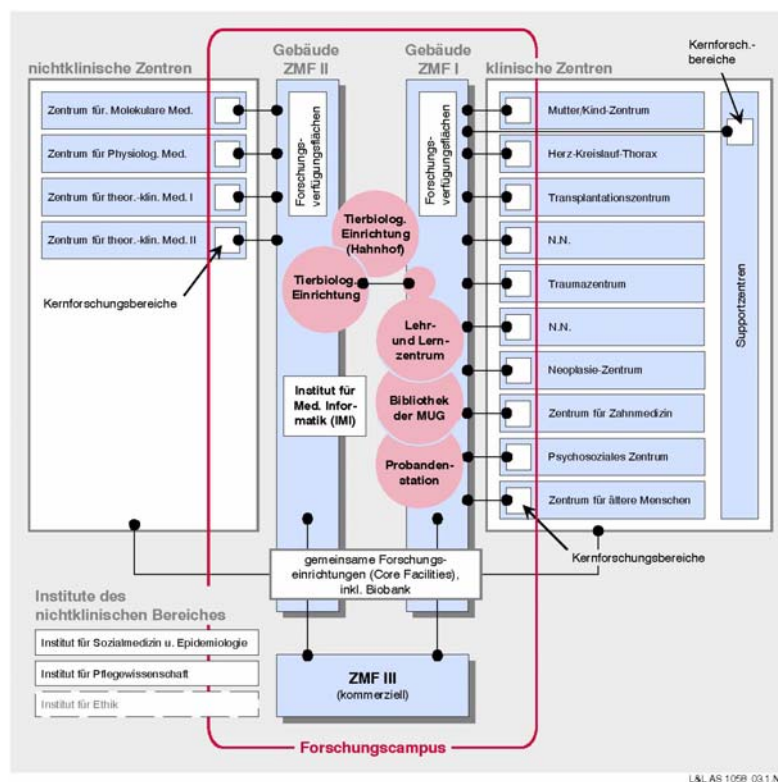 Gebäude
ZMF II
Gebäude
ZMF I
Kernforsch.-
bereiche
nichtklinische Zentren
klinische Zentren
Zentrum für. Molekulare Med.
Zentrum für Physiolog. Med.
Zentrum für theor.-klin. Med. I
Zentrum für theor.-klin. Med. II
Kernforschungsbereiche
Forschungs-
verfügungsflächen
Forschungs-
verfügungsflächen
Tierbiolog.
Einrichtung
(Hahnhof)
Tierbiolog.
Einrichtung
Lehr-
und Lern-
zentrum
Institut für
Med. Informatik
(IMI)
Bibliothek
der MUG
Probanden-
station
Mutter/Kind-Zentrum
Herz-Kreislauf-Thorax
Transplantationszentrum
N.N.
Traumazentrum
N.N.
Neoplasie-Zentrum
Zentrum für Zahnmedizin
Psychosoziales Zentrum
Zentrum für ältere Menschen
Supportzentren
Kernforschungsbereiche
gemeinsame Forschungs-
einrichtungen (Core Facilities),
inkl. Biobank
Institute des
nichtklinischen Bereiches
Institut für Sozialmedizin u. Epidemiologie
Institut für Pflegewissenschaft
Institut für Ethik
ZMF III
(kommerziell)
Forschungscampus
L&L AS 1058 03.1.N